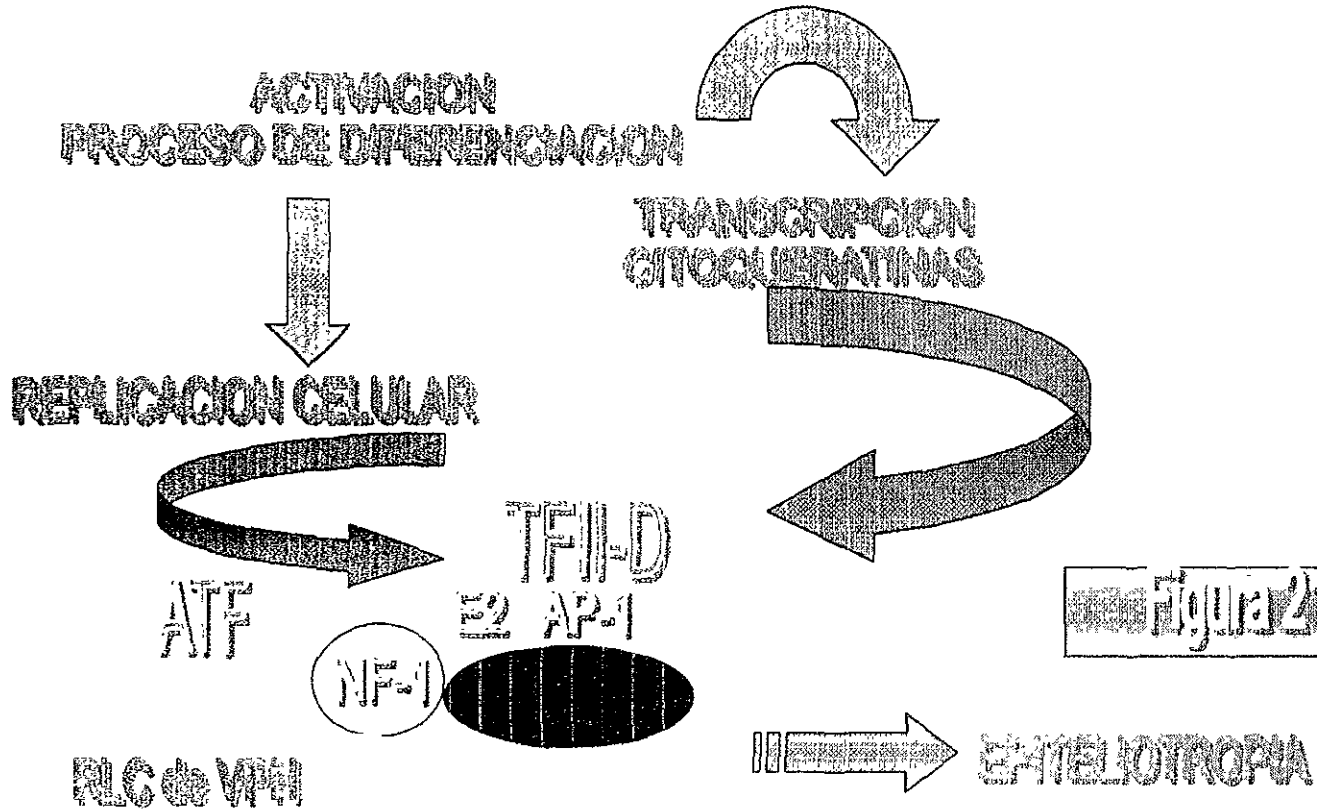 ACTIVACION
PROCESO DE DIFERENCIACION
TRANCRIPCION
CITOQUERATINAS
REPLICACION CELULAR
TFII-D
ATF
E2 AP-1
NF-1
Figura 2
RLC de VPH
EPITELIOTROPIA